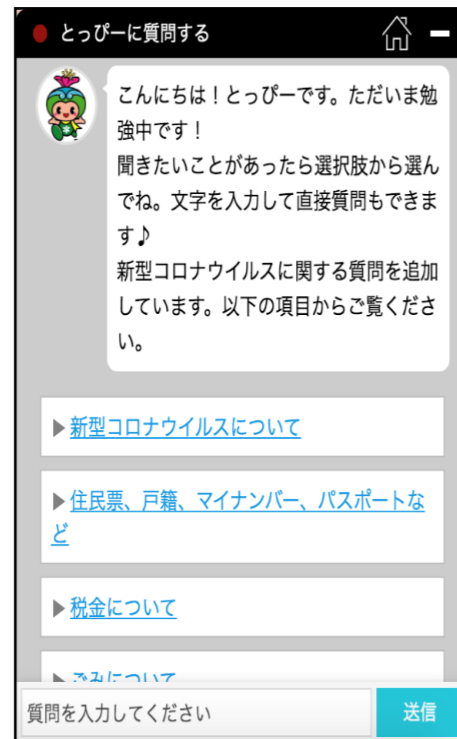 とっぴーに質問する
こんにちは！とっぴーです。ただいま勉
強中です！
聞きたいことがあったら選択肢から選ん
でね。文字を入力して直接質問もできま
す♪
新型コロナウイルスに関する質問を追加
しています。以下の項目からご覧くださ
い。
▶新型コロナウイルスについて
▶住民票、戸籍、マイナンバー、パスポートな
ど
▶税金について
▶ごみについて
質問を入力してください
送信